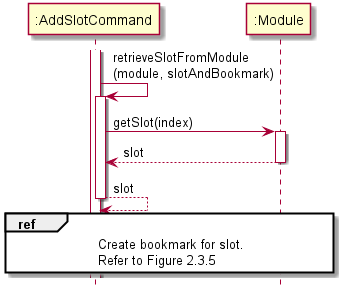 :AddSlotCommand
:Module
retrieveSlotFromModule
(module, slotAndBookmark)
getSlot(index)
slot
slot
ref
Create bookmark for slot.
Refer to Figure 2.3.5